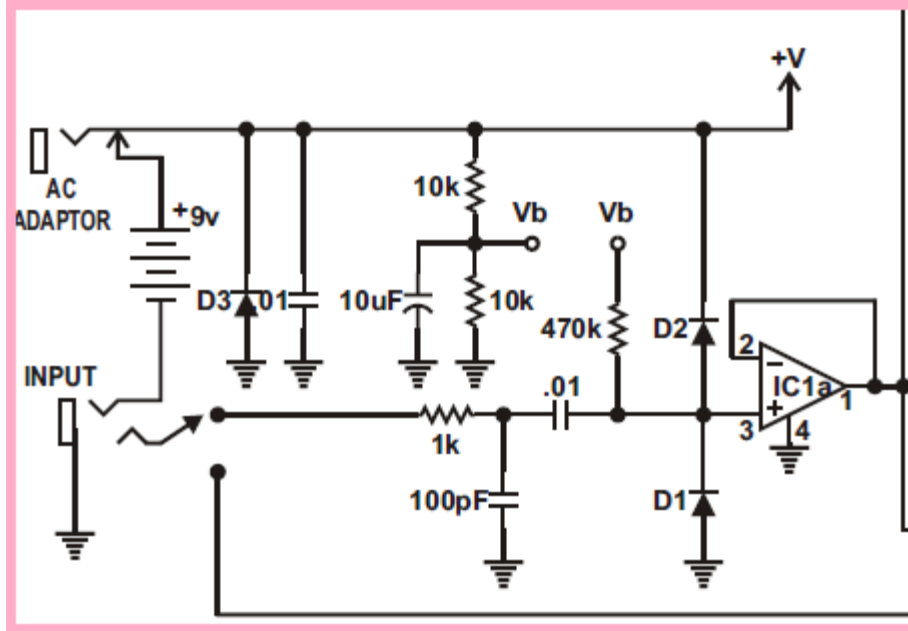 +V
AC
ADAPTOR
+9v
10k
Vb
Vb
D3
.01
10uF
10k
470k
D2
INPUT
2
−
IC1a
+
1
3
4
.01
1k
100pF
D1